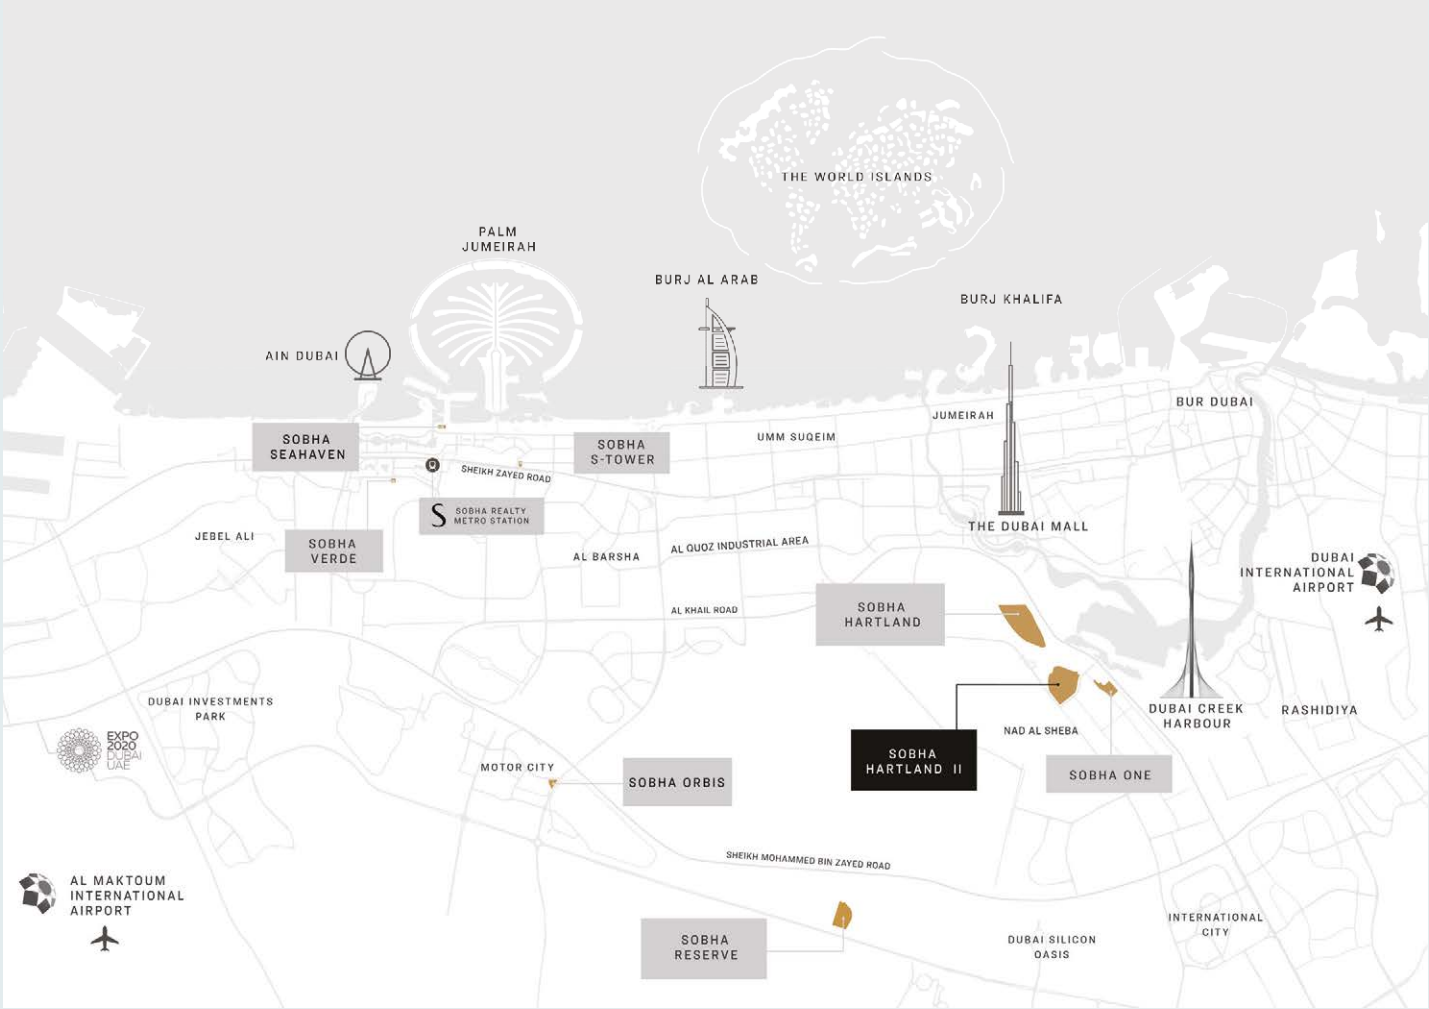 THE WORLD ISLANDS
PALM
JUMEIRAH
BURJ AL ARAB
BURJ KHALIFA
AIN DUBAI
JUMEIRAH
BUR DUBAI
SOBHA
SEAHAVEN
SOBHA
S-TOWER
UMM SUQEIM
SHEIKH ZAYED ROAD
S
SOBHA REALTY
METRO STATION
THE DUBAI MALL
JEBEL ALI
SOBHA
VERDE
AL BARSHA
AL QUOZ INDUSTRIAL AREA
DUBAI
INTERNATIONAL
AIRPORT
AL KHAIL ROAD
SOBHA
HARTLAND
DUBAI INVESTMENTS
PARK
DUBAI CREEK
HARBOUR
RASHIDIYA
NAD AL SHEBA
EXPO
2020
DUBAI
UAE
SOBHA
HARTLAND II
MOTOR CITY
SOBHA ORBIS
SOBHA ONE
SHEIKH MOHAMMED BIN ZAYED ROAD
AL MAKTOUM
INTERNATIONAL
AIRPORT
SOBHA
RESERVE
DUBAI SILICON
OASIS
INTERNATIONAL
CITY